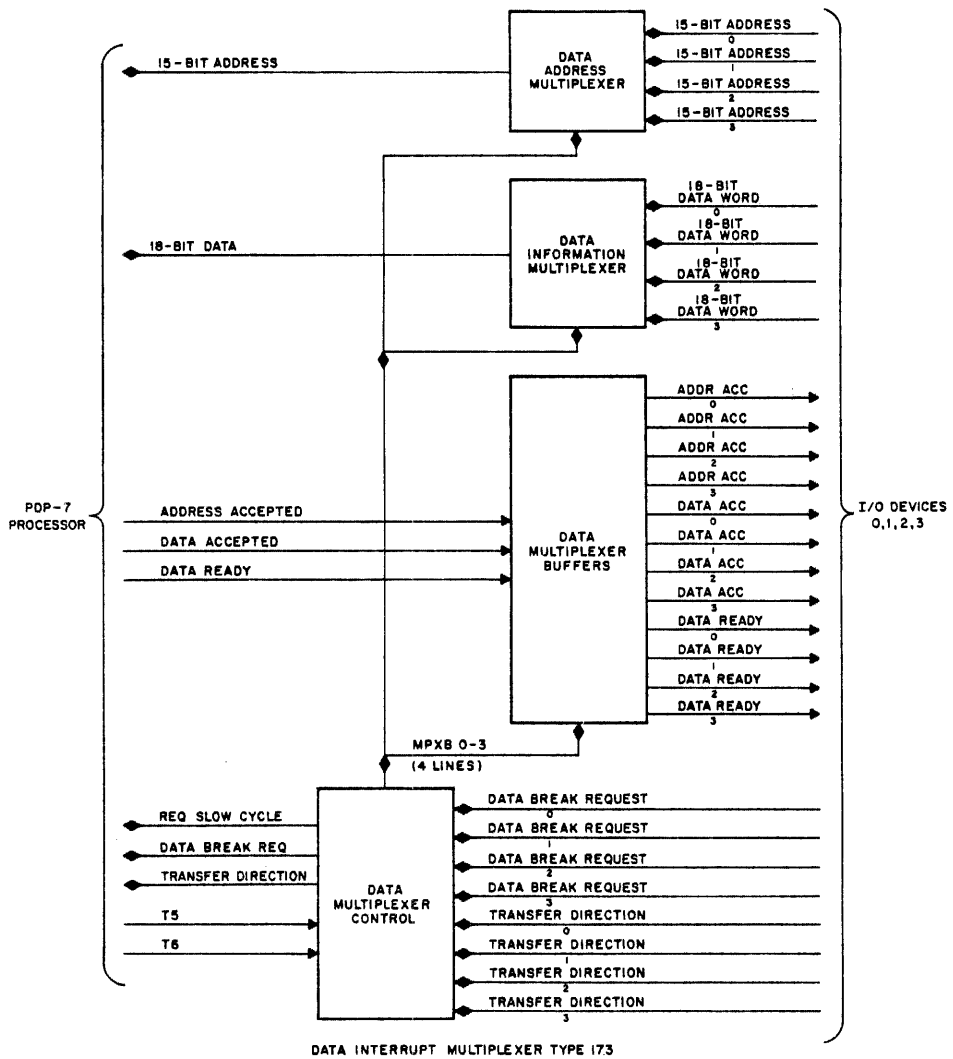 15-BIT ADDRESS
0
15-BIT ADDRESS
1
15-BIT ADDRESS
2
15-BIT ADDRESS
3
DATA
ADDRESS
MULTIPLEXER
15-BIT ADDRESS
18-BIT
DATA WORD
0
18-BIT
DATA WORD
1
18-BIT
DATA WORD
2
18-BIT
DATA WORD
3
DATA
INFORMATION
MULTIPLEXER
18-BIT DATA
ADDR ACC
0
ADDR ACC
1
ADDR ACC
2
ADDR ACC
3
DATA ACC
0
DATA ACC
1
DATA ACC
2
DATA ACC
3
DATA READY
0
DATA READY
1
DATA READY
2
DATA READY
3
PDP-7
PROCESSOR
ADDRESS ACCEPTED
DATA ACCEPTED
DATA READY
DATA
MULTIPLEXER
BUFFERS
I/O DEVICES
0,1,2,3
MPXB 0-3
(4 LINES)
REQ SLOW CYCLE
DATA BREAK REQ
TRANSFER DIRECTION
T5
T6
DATA
MULTIPLEXER
CONTROL
DATA BREAK REQUEST
0
DATA BREAK REQUEST
1
DATA BREAK REQUEST
2
DATA BREAK REQUEST
3
TRANSFER DIRECTION
0
TRANSFER DIRECTION
1
TRANSFER DIRECTION
2
TRANSFER DIRECTION
3
DATA INTERRUPT MULTIPLEXER TYPE 173